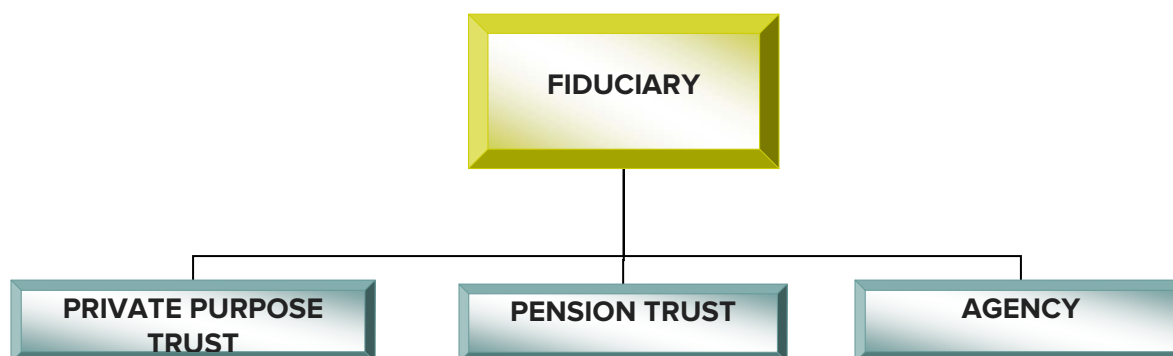 FIDUCIARY
PRIVATE PURPOSE
TRUST
PENSION TRUST
AGENCY